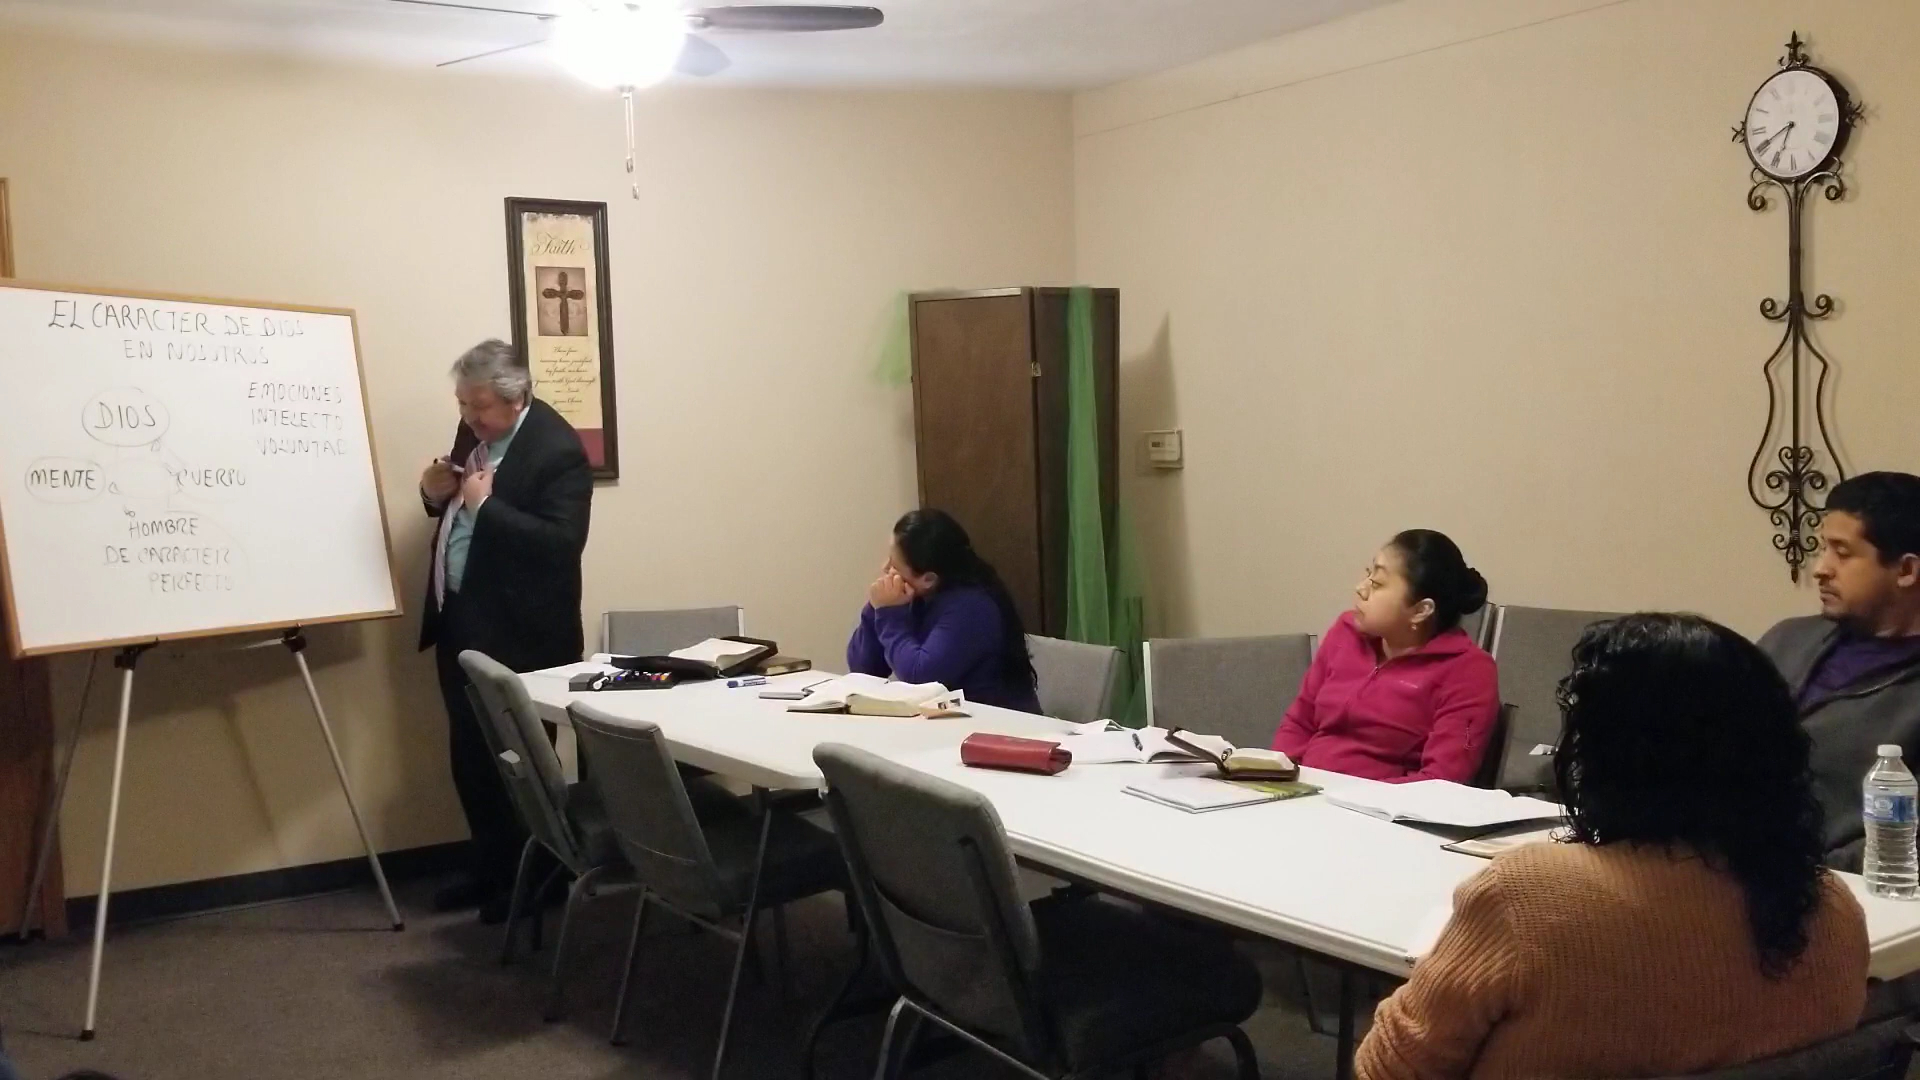 EL CARACTER DE DIOS
EN NOSOTROS
EMOCIONES
INTELECTO
VOLUNTAD
DIOS
MENTE
CUERPO
HOMBRE
DE CARACTER
PERFECTO
Faith